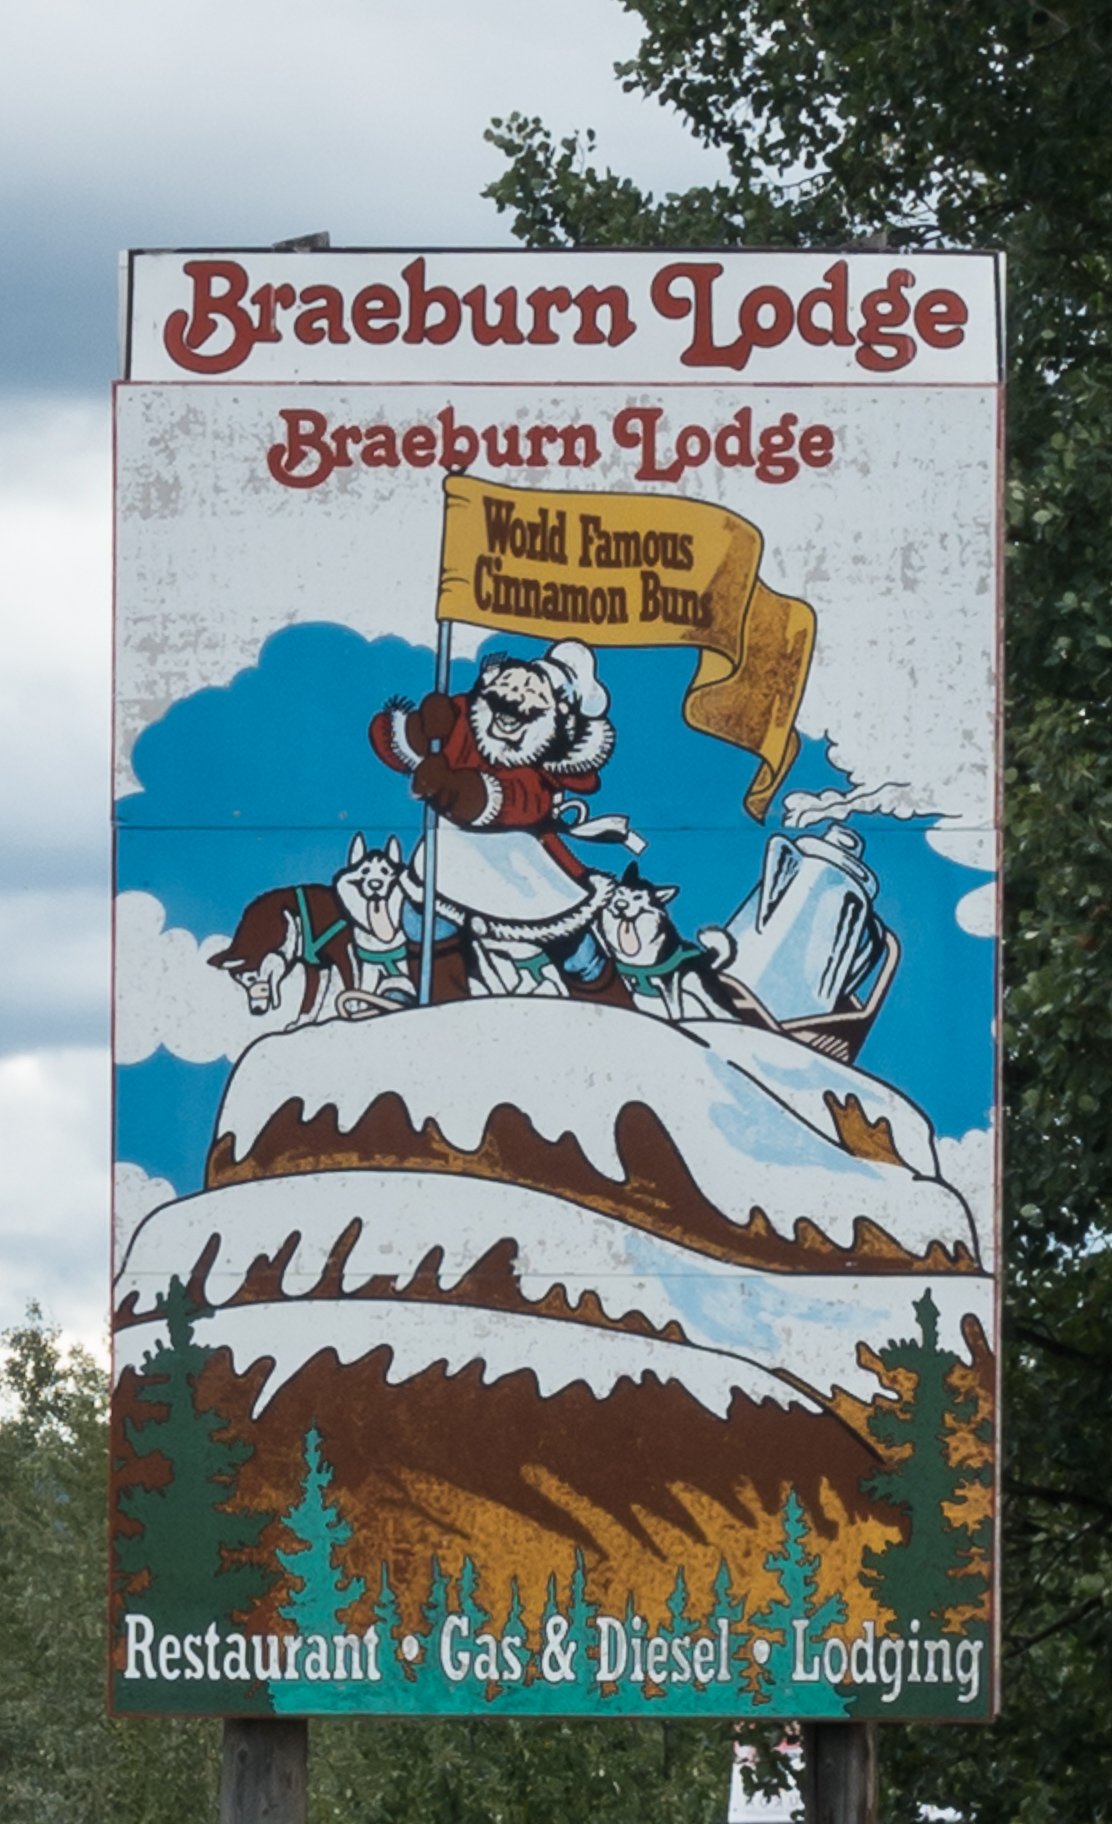 Braeburn Lodge
Braeburn Lodge
World Famous
Cinnamon Buns
Restaurant • Gas & Diesel • Lodging